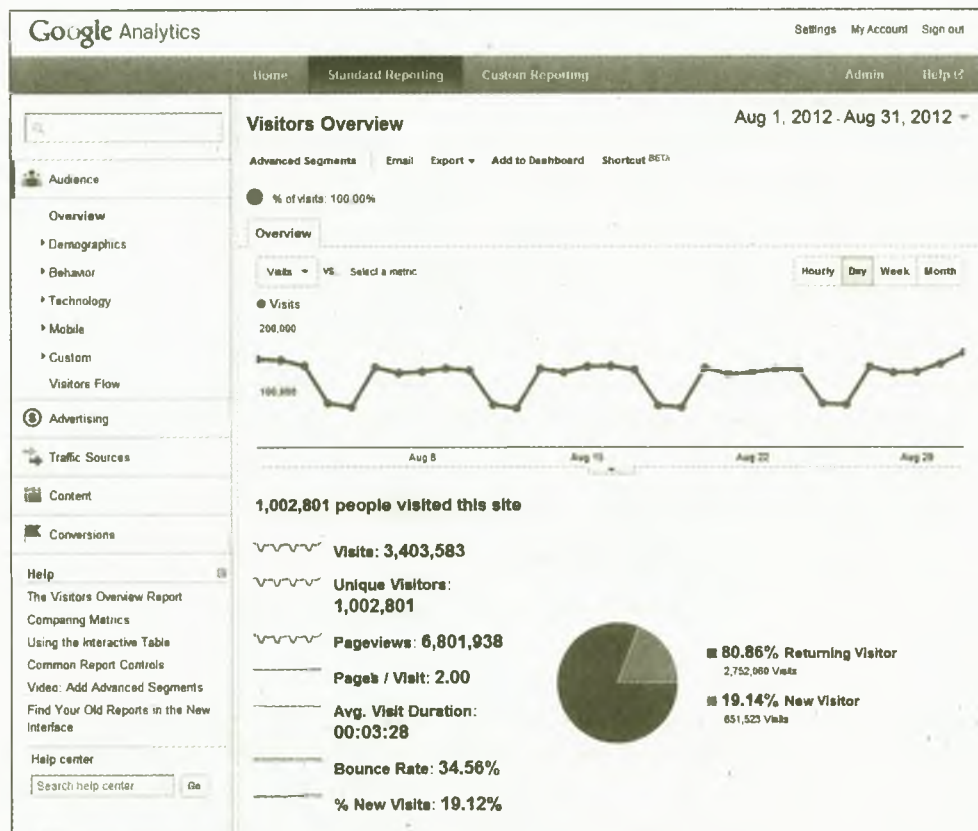 Google Analytics
Settings My Account Sign out
Home Standard Reporting Custom Reporting Admin Help
Visitors Overview
Aug 1, 2012 - Aug 31, 2012
Advanced Segments Email Export Add to Dashboard Shortcut BETA
% of visits: 100.00%
Overview
Visits VS. Select a metric
Hourly Day Week Month
Visits
200,000
100,000
Aug 8 Aug 15 Aug 22 Aug 29
Audience
Overview
Demographics
Behavior
Technology
Mobile
Custom
Visitors Flow
Advertising
Traffic Sources
Content
Conversions
Help
The Visitors Overview Report
Comparing Metrics
Using the Interactive Table
Common Report Controls
Video: Add Advanced Segments
Find Your Old Reports in the New
Interface
Help center
Search help center Go
1,002,801 people visited this site
Visits: 3,403,583
Unique Visitors:
1,002,801
Pageviews: 6,801,938
Pages / Visit: 2.00
Avg. Visit Duration:
00:03:28
Bounce Rate: 34.56%
% New Visits: 19.12%
80.86% Returning Visitor
2,752,060 Visits
19.14% New Visitor
651,523 Visits